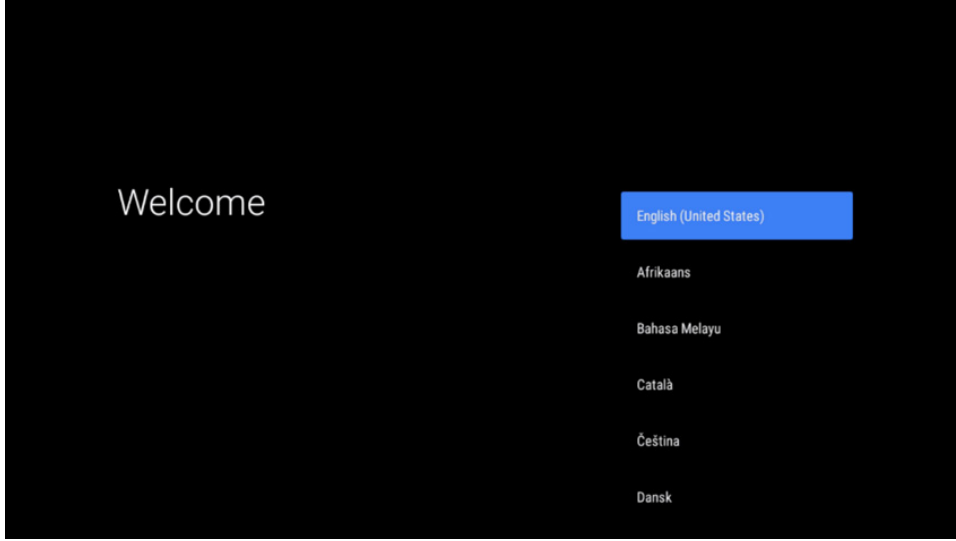 Welcome
English (United States)
Afrikaans
Bahasa Melayu
Català
Čeština
Dansk